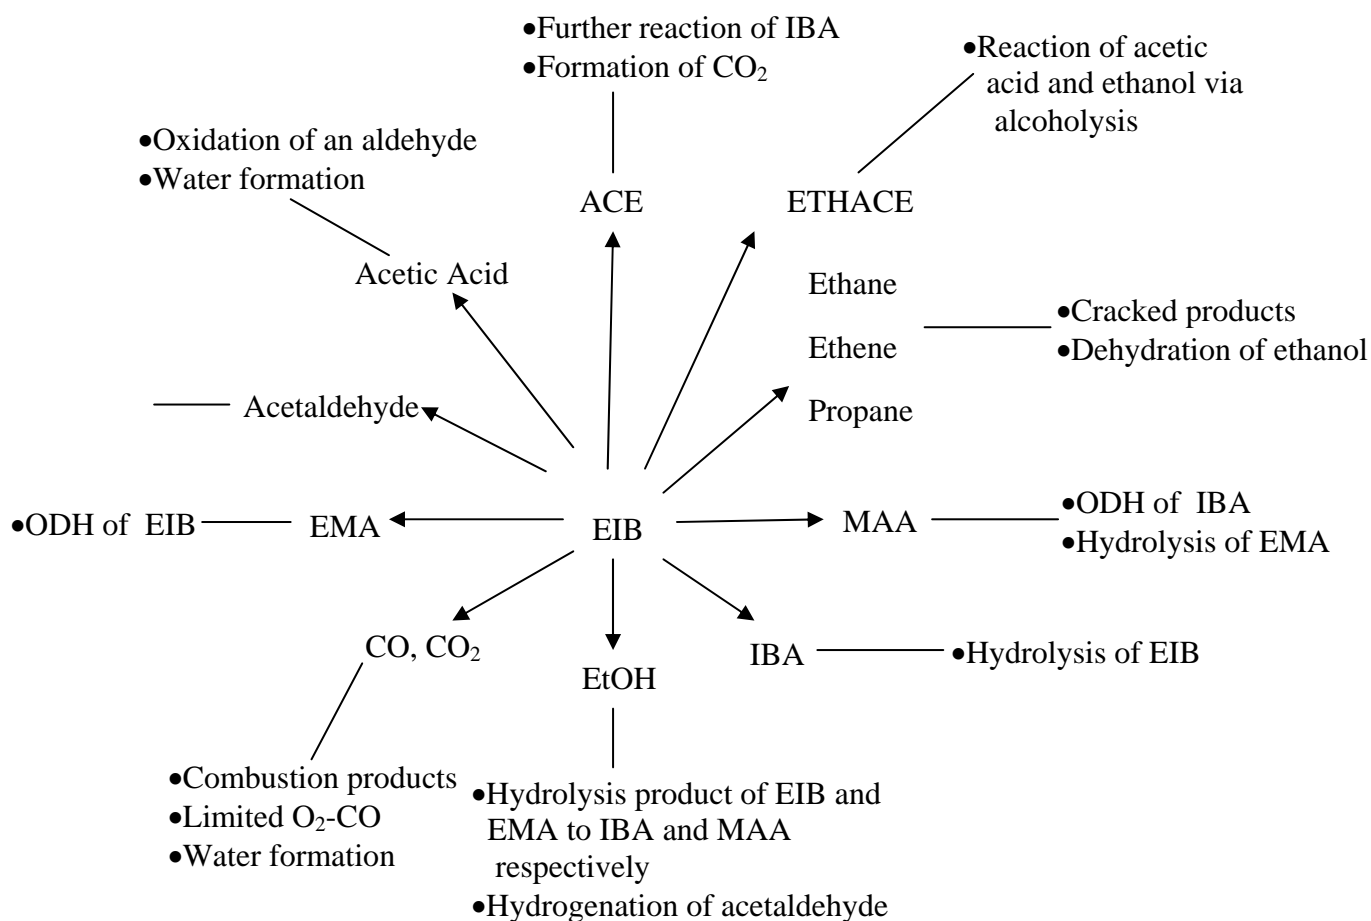 •Further reaction of IBA
•Formation of CO₂
•Reaction of acetic
acid and ethanol via
alcoholysis
•Oxidation of an aldehyde
•Water formation
ACE
ETHACE
Acetic Acid
Ethane
•Cracked products
Ethene
•Dehydration of ethanol
Acetaldehyde
Propane
•ODH of EIB
EMA
EIB
MAA
•ODH of IBA
•Hydrolysis of EMA
CO, CO₂
EtOH
IBA
•Hydrolysis of EIB
•Combustion products
•Limited O₂-CO
•Water formation
•Hydrolysis product of EIB and
EMA to IBA and MAA
respectively
•Hydrogenation of acetaldehyde